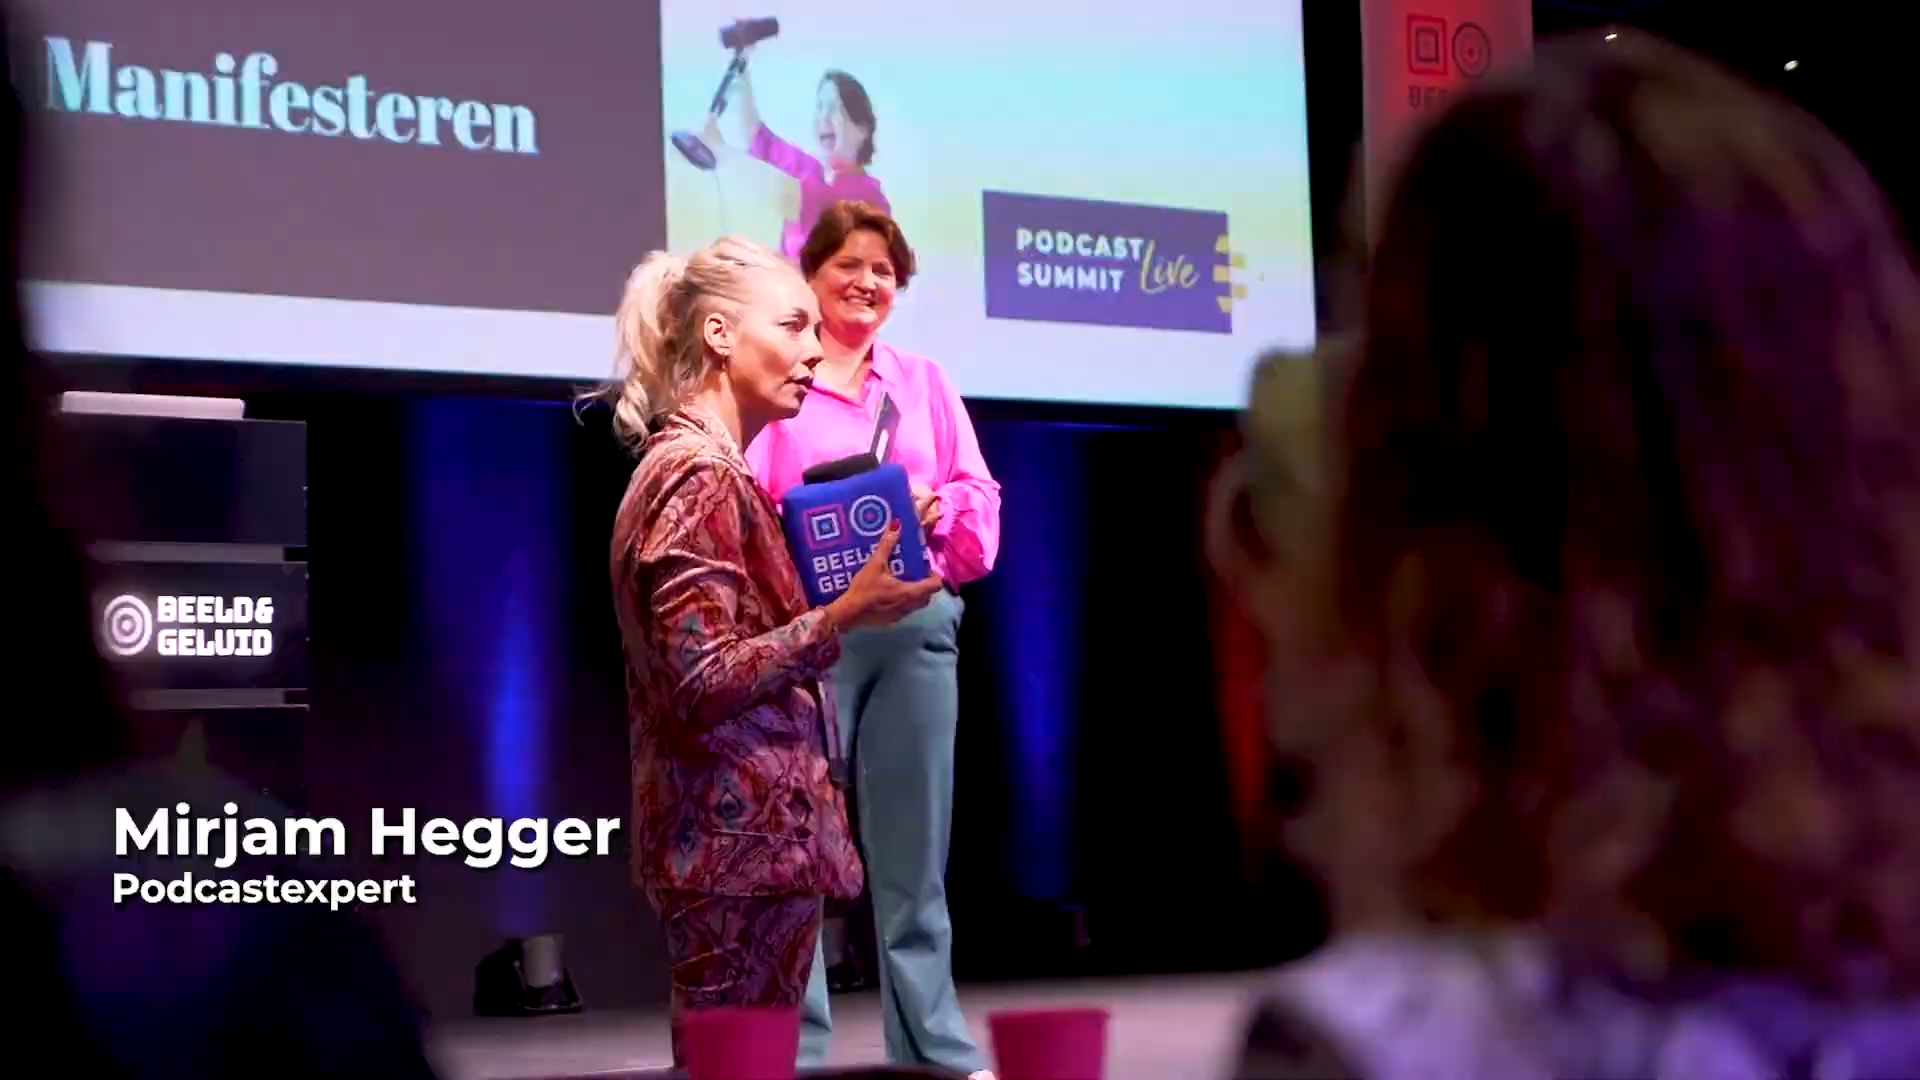 Manifesteren
PODCAST
SUMMIT Live
BEELD&
GELUID
BEELD&
GELUID
Mirjam Hegger
Podcastexpert